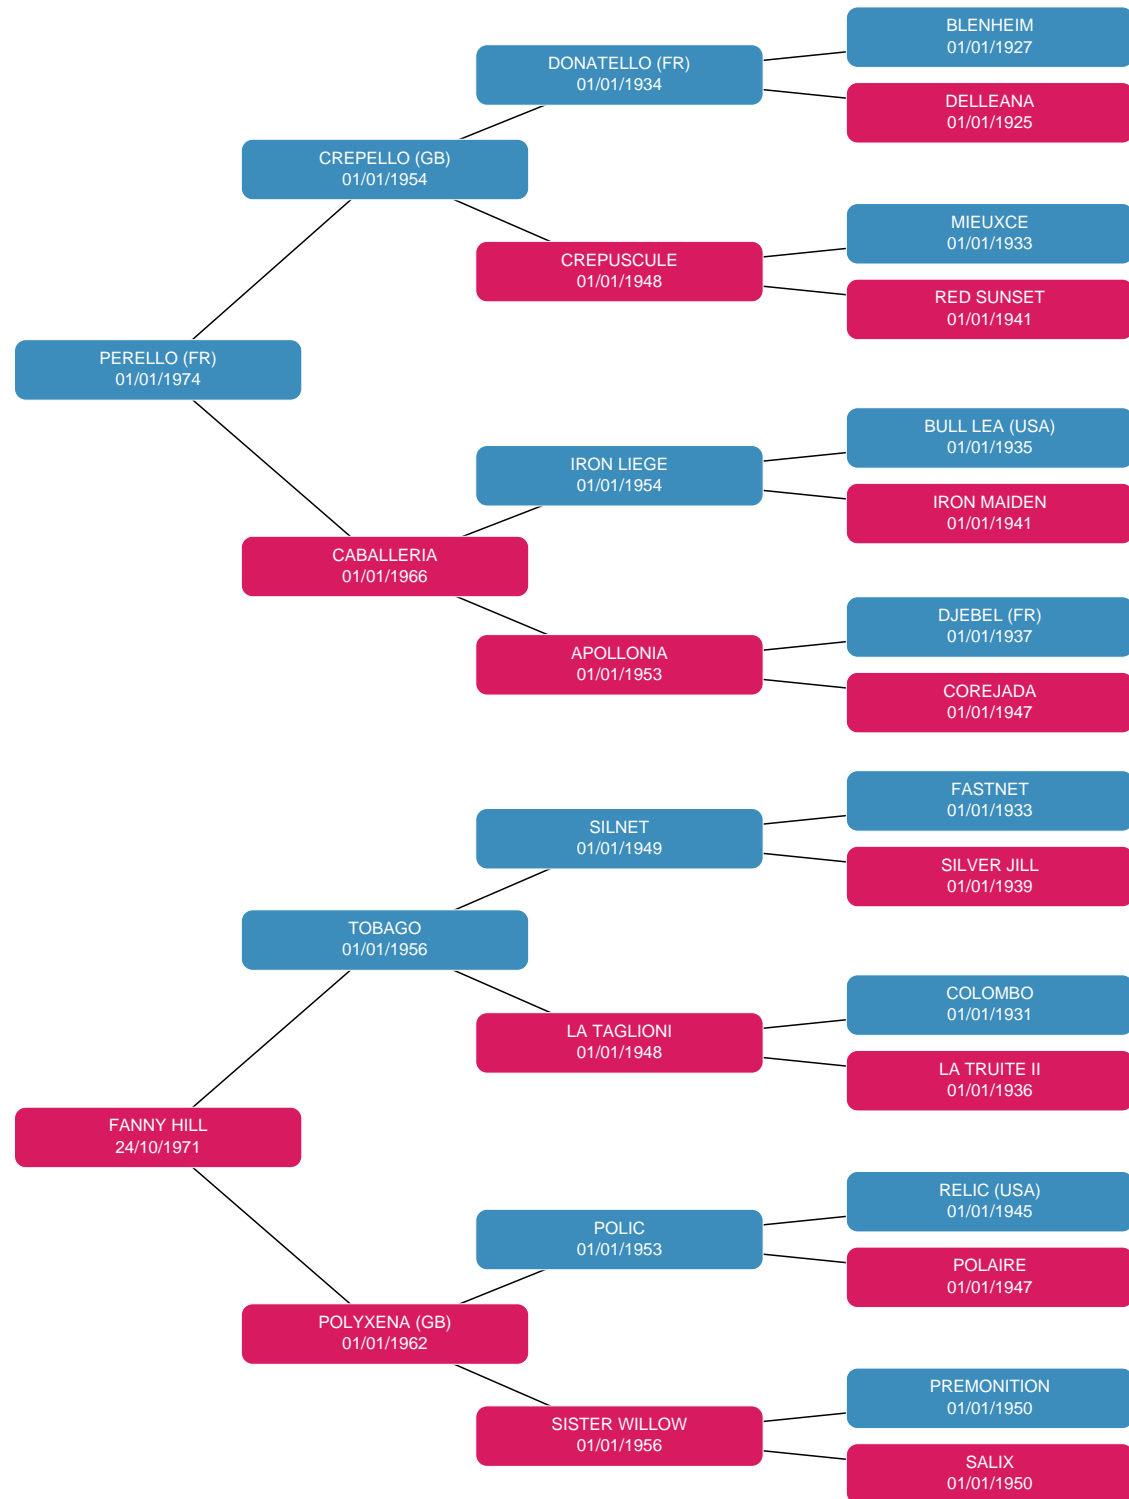 BLENHEIM
01/01/1927
DONATELLO (FR)
01/01/1934
DELLEANA
01/01/1925
CREPELLO (GB)
01/01/1954
MIEUXCE
01/01/1933
CREPUSCULE
01/01/1948
RED SUNSET
01/01/1941
PERELLO (FR)
01/01/1974
BULL LEA (USA)
01/01/1935
IRON LIEGE
01/01/1954
IRON MAIDEN
01/01/1941
CABALLERIA
01/01/1966
DJEBEL (FR)
01/01/1937
APOLLONIA
01/01/1953
COREJADA
01/01/1947
FASTNET
01/01/1933
SILNET
01/01/1949
SILVER JILL
01/01/1939
TOBAGO
01/01/1956
COLOMBO
01/01/1931
LA TAGLIONI
01/01/1948
LA TRUITE II
01/01/1936
FANNY HILL
24/10/1971
RELIC (USA)
01/01/1945
POLIC
01/01/1953
POLAIRE
01/01/1947
POLYXENA (GB)
01/01/1962
PREMONITION
01/01/1950
SISTER WILLOW
01/01/1956
SALIX
01/01/1950